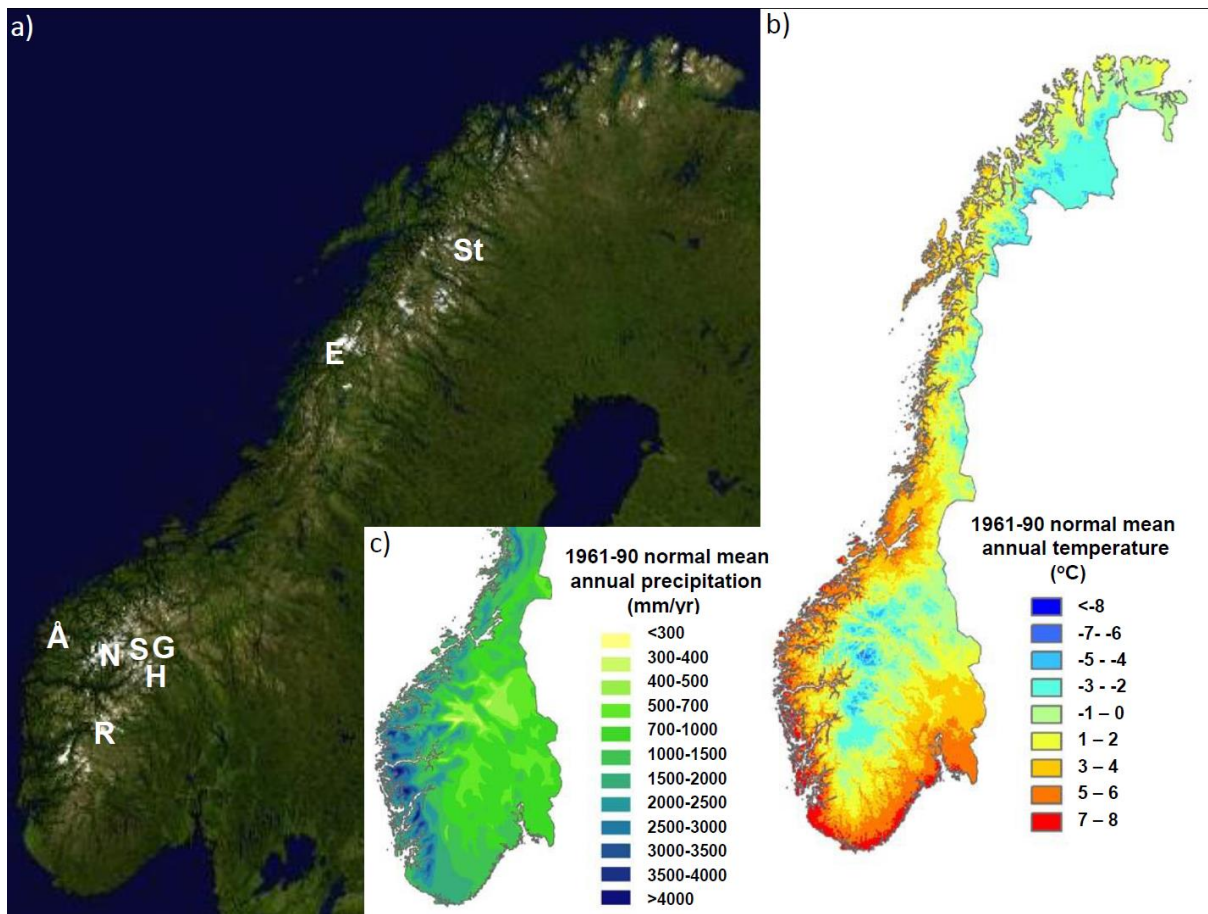 a)
St
E
Å
N
SG
H
R
b)
1961-90 normal mean
annual temperature
(ºC)
<-8
-7- -6
-5 - -4
-3 - -2
-1 – 0
1 – 2
3 – 4
5 – 6
7 – 8
c)
1961-90 normal mean
annual precipitation
(mm/yr)
<300
300-400
400-500
500-700
700-1000
1000-1500
1500-2000
2000-2500
2500-3000
3000-3500
3500-4000
>4000